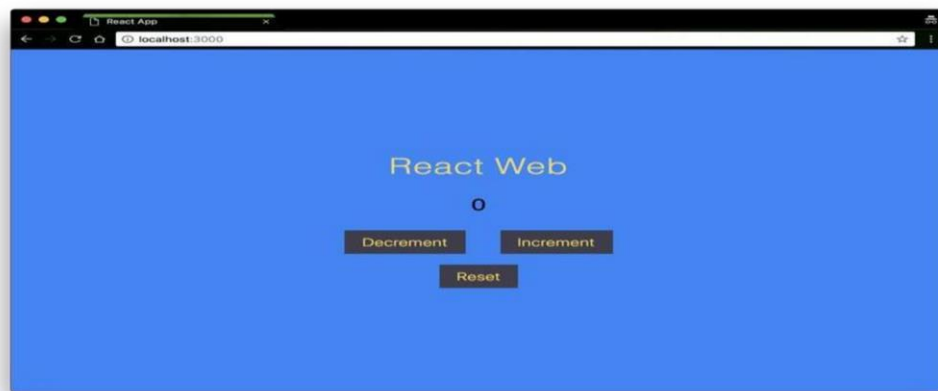 React App
localhost:3000
React Web
0
Decrement Increment
Reset